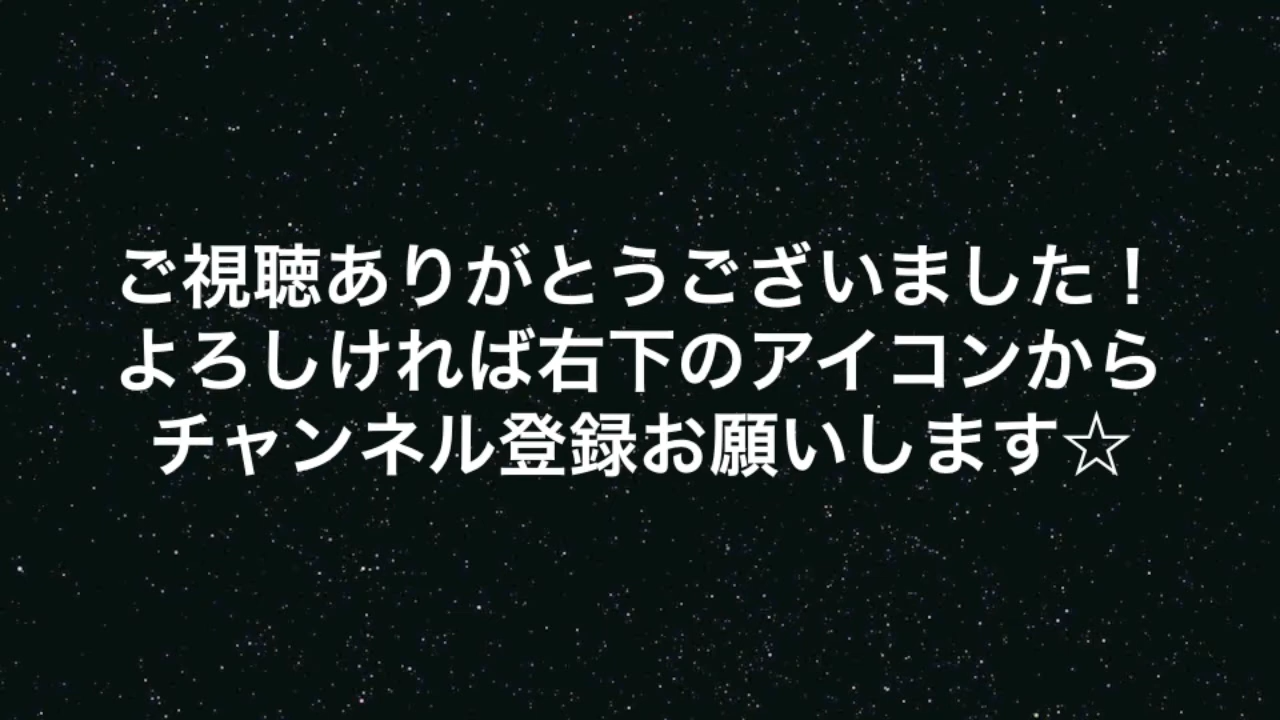 ご視聴ありがとうございました！
よろしければ右下のアイコンから
チャンネル登録お願いします☆